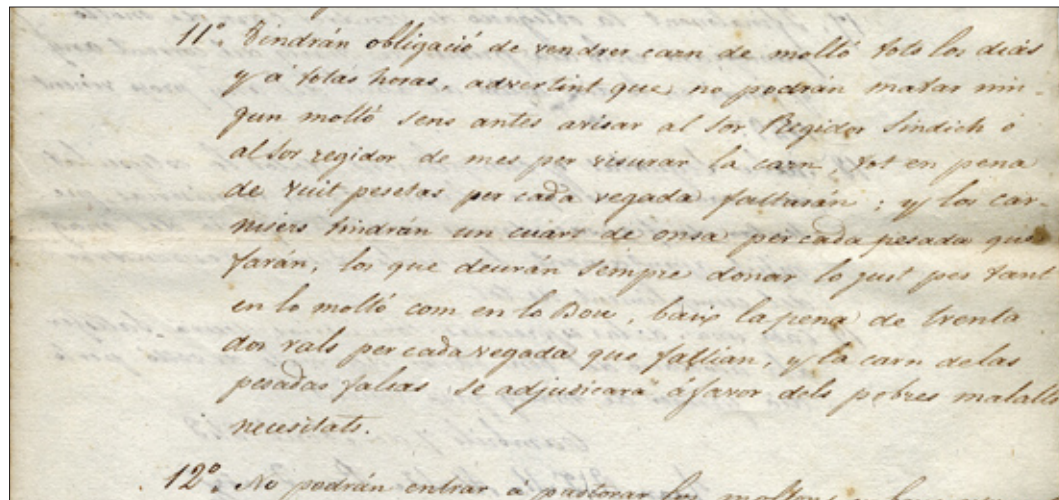 11º. Tindrán obligació de vendrer carn de moltó tots los diás
y á totas horas, advertint que no podrán matar nin-
gun moltó sens antes avisar al Sor. Regidor Sindich ó
al Sor regidor de mes per visurar la carn tot en pena
de vuit pesetas per cada vegada faltarán; y los car-
nisers tindrán un cuart de onsa per cada pesada que
farán, los que deurán sempre donar lo just pes tant
en lo moltó com en lo Bou, baix la pena de trenta
dos rals per cada vegada que faltian, y la carn de las
pesadas falsas se adjudicará á favor dels pobres malalts
necesitats.
12º. No podrán entrar á pasturar los moltons